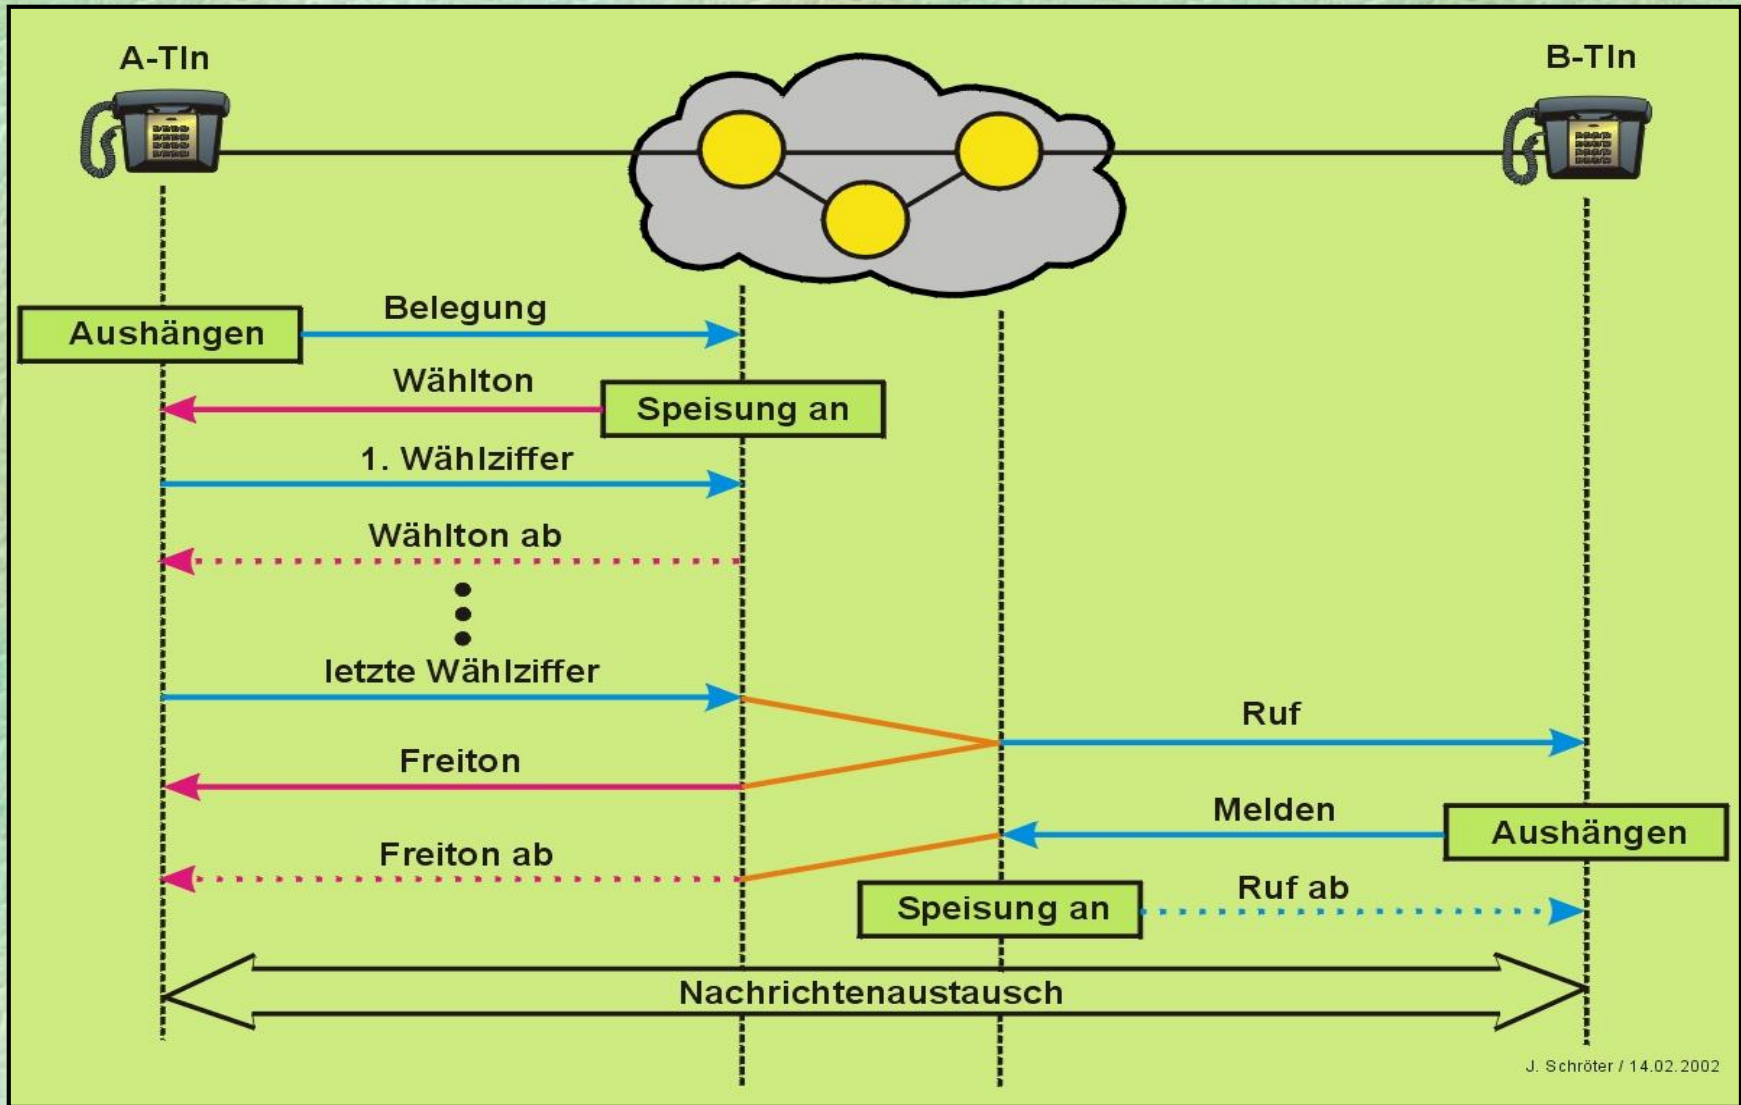 A-Tln
B-Tln
Belegung
Aushängen
Wählton
Speisung an
1. Wählziffer
Wählton ab
letzte Wählziffer
Ruf
Freiton
Melden
Aushängen
Freiton ab
Ruf ab
Speisung an
Nachrichtenaustausch
J. Schröter / 14.02.2002